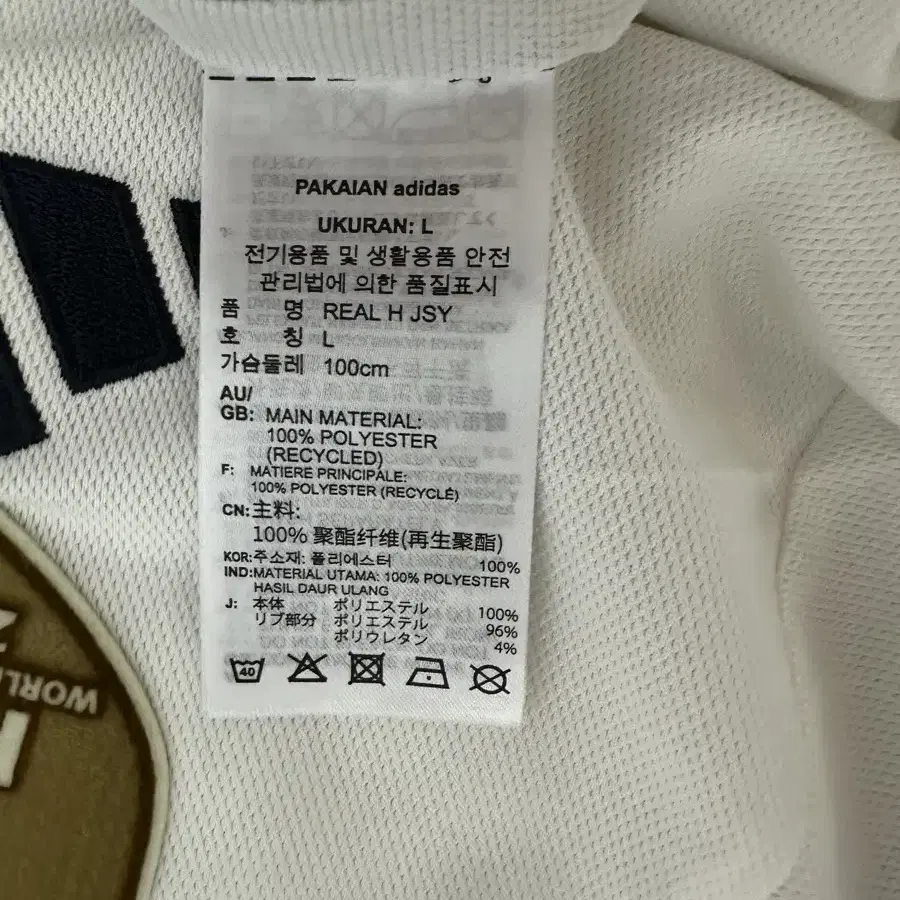 PAKAIAN adidas
UKURAN: L
전기용품 및 생활용품 안전
관리법에 의한 품질표시
품 명 REAL H JSY
호 칭 L
가슴둘레 100cm
AU/
GB: MAIN MATERIAL:
100% POLYESTER
(RECYCLED)
F: MATIERE PRINCIPALE:
100% POLYESTER (RECYCLÉ)
CN: 主料:
100% 聚酯纤维(再生聚酯)
KOR: 주소재: 폴리에스터 100%
IND: MATERIAL UTAMA: 100% POLYESTER
HASIL DAUR ULANG
J: 本体 ポリエステル 100%
リブ部分 ポリエステル 96%
ポリウレタン 4%
40